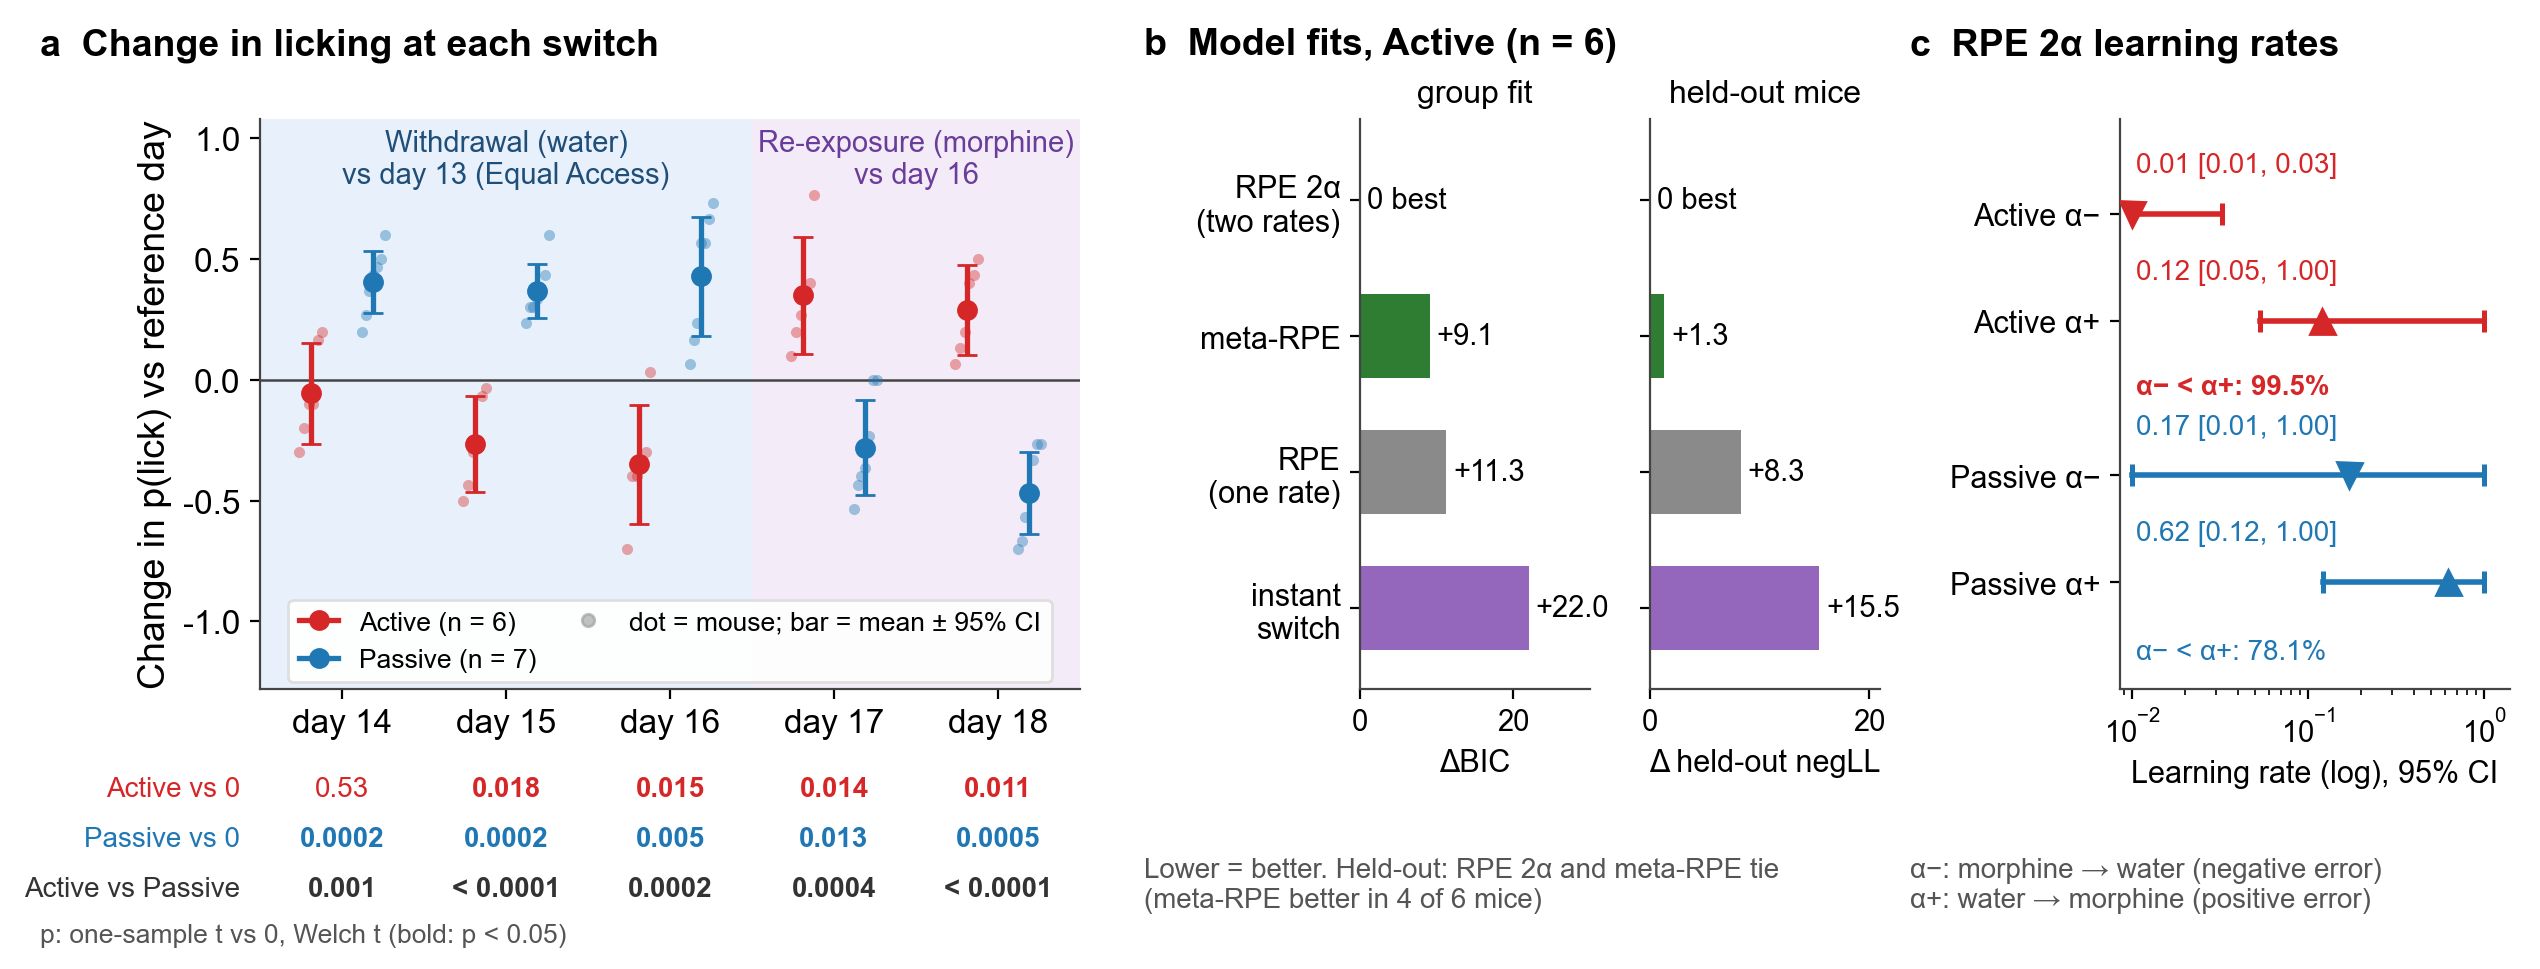 a Change in licking at each switch
Change in p(lick) vs reference day
1.0
0.5
0.0
-0.5
-1.0
Withdrawal (water)
vs day 13 (Equal Access)
Re-exposure (morphine)
vs day 16
Active (n = 6)
Passive (n = 7)
dot = mouse; bar = mean ± 95% CI
day 14 day 15 day 16 day 17 day 18
Active vs 0 0.53 0.018 0.015 0.014 0.011
Passive vs 0 0.0002 0.0002 0.005 0.013 0.0005
Active vs Passive 0.001 < 0.0001 0.0002 0.0004 < 0.0001
p: one-sample t vs 0, Welch t (bold: p < 0.05)
b Model fits, Active (n = 6)
group fit
held-out mice
RPE 2α
(two rates)
0 best
0 best
meta-RPE
+9.1
+1.3
RPE
(one rate)
+11.3
+8.3
instant
switch
+22.0
+15.5
0 20
0 20
ΔBIC
Δ held-out negLL
Lower = better. Held-out: RPE 2α and meta-RPE tie
(meta-RPE better in 4 of 6 mice)
c RPE 2α learning rates
0.01 [0.01, 0.03]
Active α−
0.12 [0.05, 1.00]
Active α+
α− < α+: 99.5%
0.17 [0.01, 1.00]
Passive α−
0.62 [0.12, 1.00]
Passive α+
α− < α+: 78.1%
10⁻² 10⁻¹ 10⁰
Learning rate (log), 95% CI
α−: morphine → water (negative error)
α+: water → morphine (positive error)